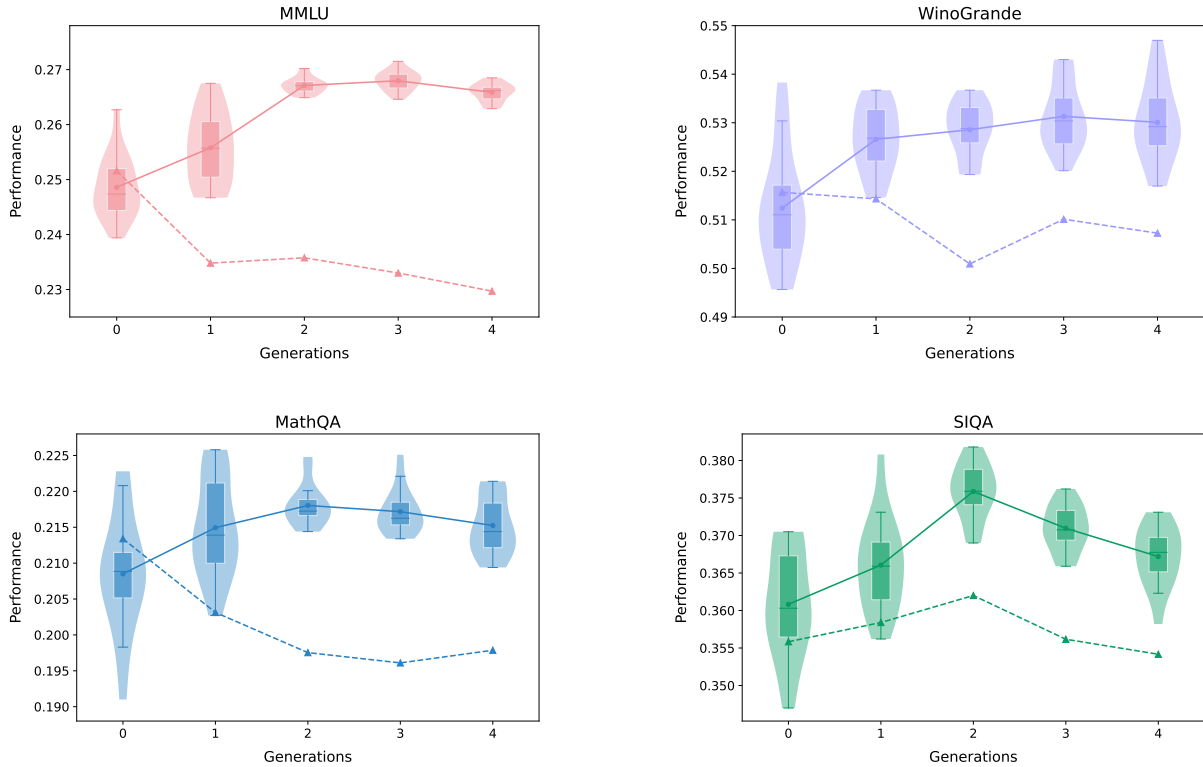 MMLU
Performance
0.27
0.26
0.25
0.24
0.23
0 1 2 3 4
Generations
WinoGrande
Performance
0.55
0.54
0.53
0.52
0.51
0.50
0.49
0 1 2 3 4
Generations
MathQA
Performance
0.225
0.220
0.215
0.210
0.205
0.200
0.195
0.190
0 1 2 3 4
Generations
SIQA
Performance
0.380
0.375
0.370
0.365
0.360
0.355
0.350
0 1 2 3 4
Generations